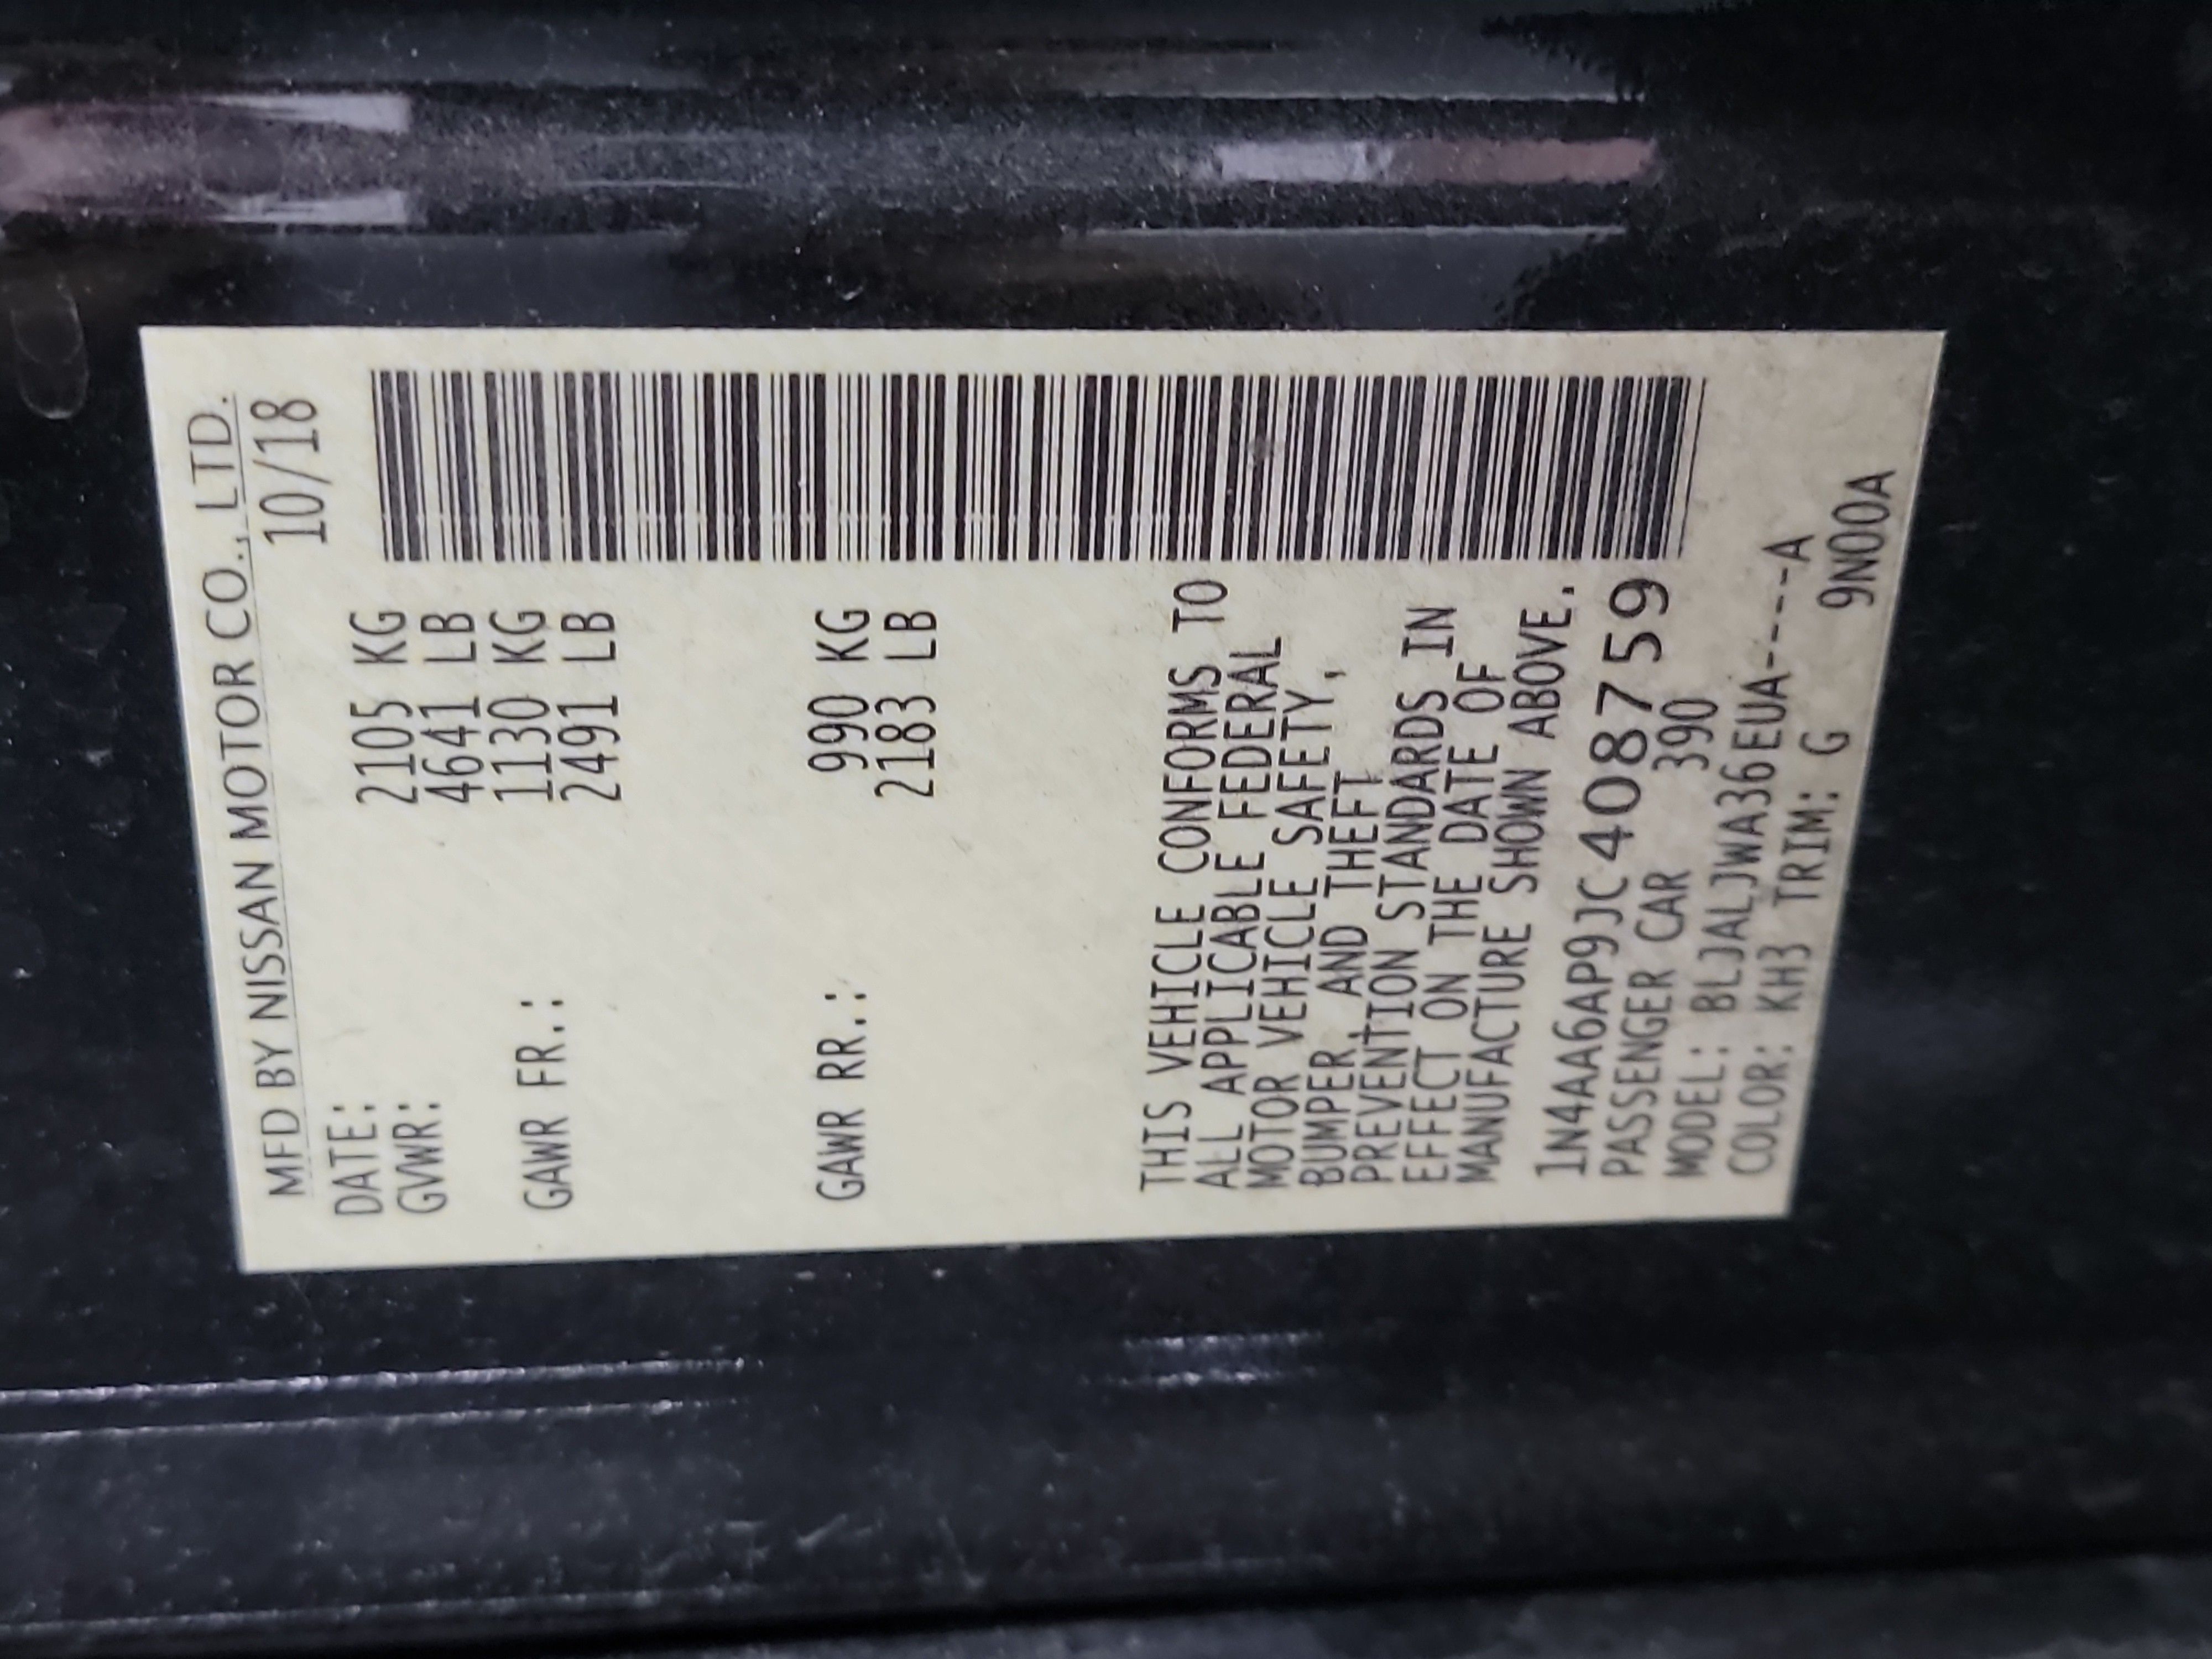 MFD BY NISSAN MOTOR CO., LTD.
DATE: 10/18
GVWR: 2105 KG
4641 LB
GAWR FR.: 1130 KG
2491 LB
GAWR RR.: 990 KG
2183 LB
THIS VEHICLE CONFORMS TO
ALL APPLICABLE FEDERAL
MOTOR VEHICLE SAFETY,
BUMPER, AND THEFT
PREVENTION STANDARDS IN
EFFECT ON THE DATE OF
MANUFACTURE SHOWN ABOVE.
1N4AA6AP9JC408759
PASSENGER CAR 390
MODEL: BLJALJWA36EUA-----A
COLOR: KH3 TRIM: G 9N00A